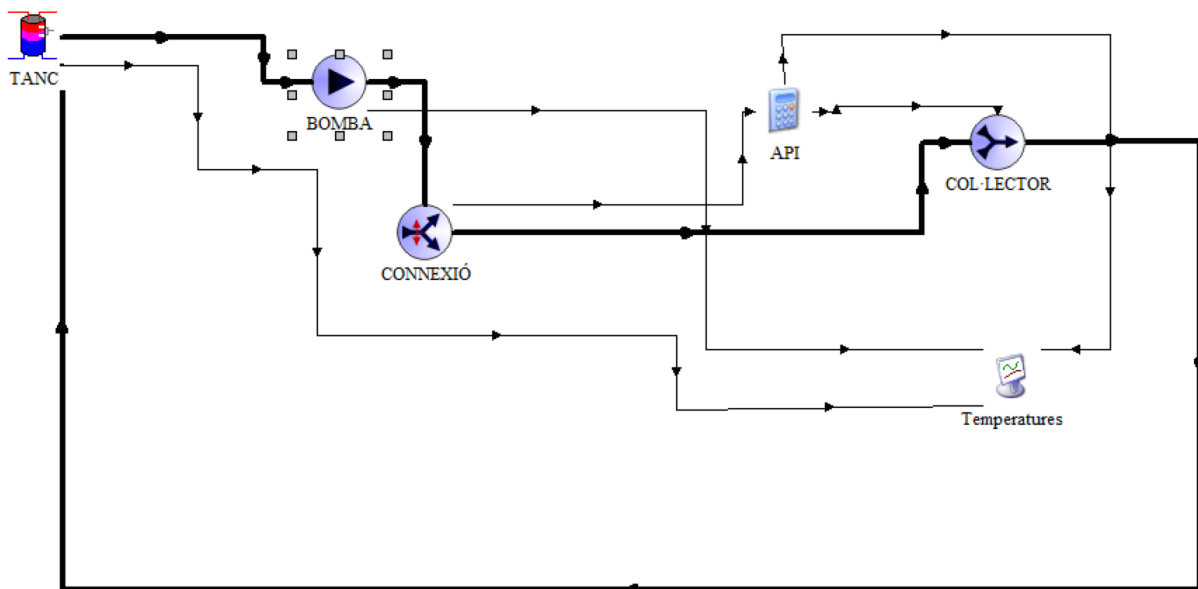 TANC
BOMBA
API
COL·LECTOR
CONNEXIÓ
Temperatures